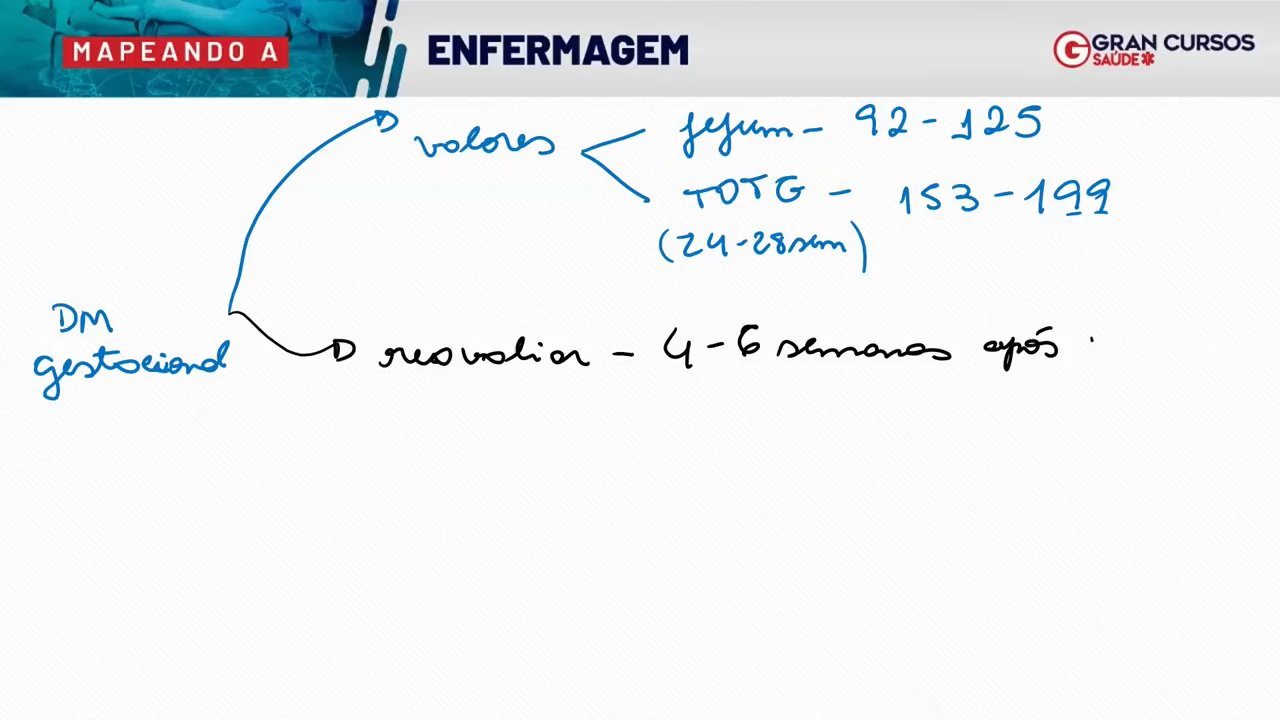 MAPEANDO A
ENFERMAGEM
GRAN CURSOS
SAÚDE
valores
jejum - 92 - 125
TOTG - 153 - 199
(24-28sem)
DM
gestacional
reavaliar - 4 - 6 semanas após